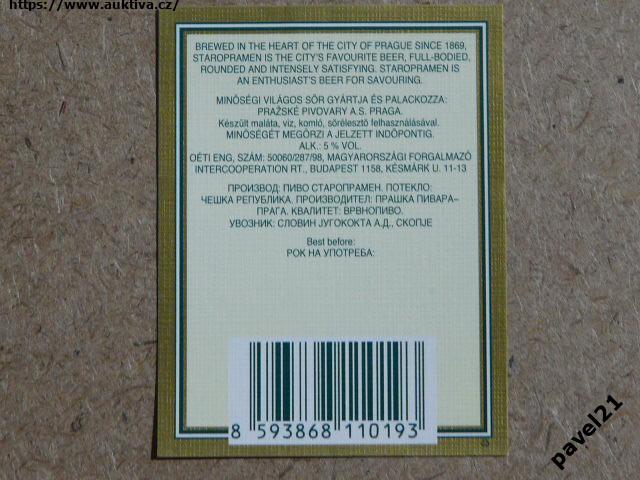 https://www.auktiva.cz/
BREWED IN THE HEART OF THE CITY OF PRAGUE SINCE 1869,
STAROPRAMEN IS THE CITY'S FAVOURITE BEER, FULL-BODIED,
ROUNDED AND INTENSELY SATISFYING. STAROPRAMEN IS
AN ENTHUSIAST'S BEER FOR SAVOURING.
MINŐSÉGI VILÁGOS SÖR GYÁRTJA ÉS PALACKOZZA:
PRAŽSKÉ PIVOVARY A.S. PRAGA.
Készült maláta, víz, komló, sörélesztő felhasználásával.
MINŐSÉGÉT MEGŐRZI A JELZETT INDŐPONTIG.
ALK.: 5 % VOL.
OÉTI ENG, SZÁM: 50060/287/98, MAGYARORSZÁGI FORGALMAZÓ
INTERCOOPERATION RT., BUDAPEST 1158, KÉSMÁRK U. 11-13
ПРОИЗВОД: ПИВО СТАРОПРАМЕН. ПОТЕКЛО:
ЧЕШКА РЕПУБЛИКА. ПРОИЗВОДИТЕЛ: ПРАШКА ПИВАРА–
ПРАГА. КВАЛИТЕТ: ВРВНОПИВО.
УВОЗНИК: СЛОВИН ЈУГОКОКТА А.Д., СКОПЈЕ
Best before:
РОК НА УПОТРЕБА:
8 593868 110193
pavel21